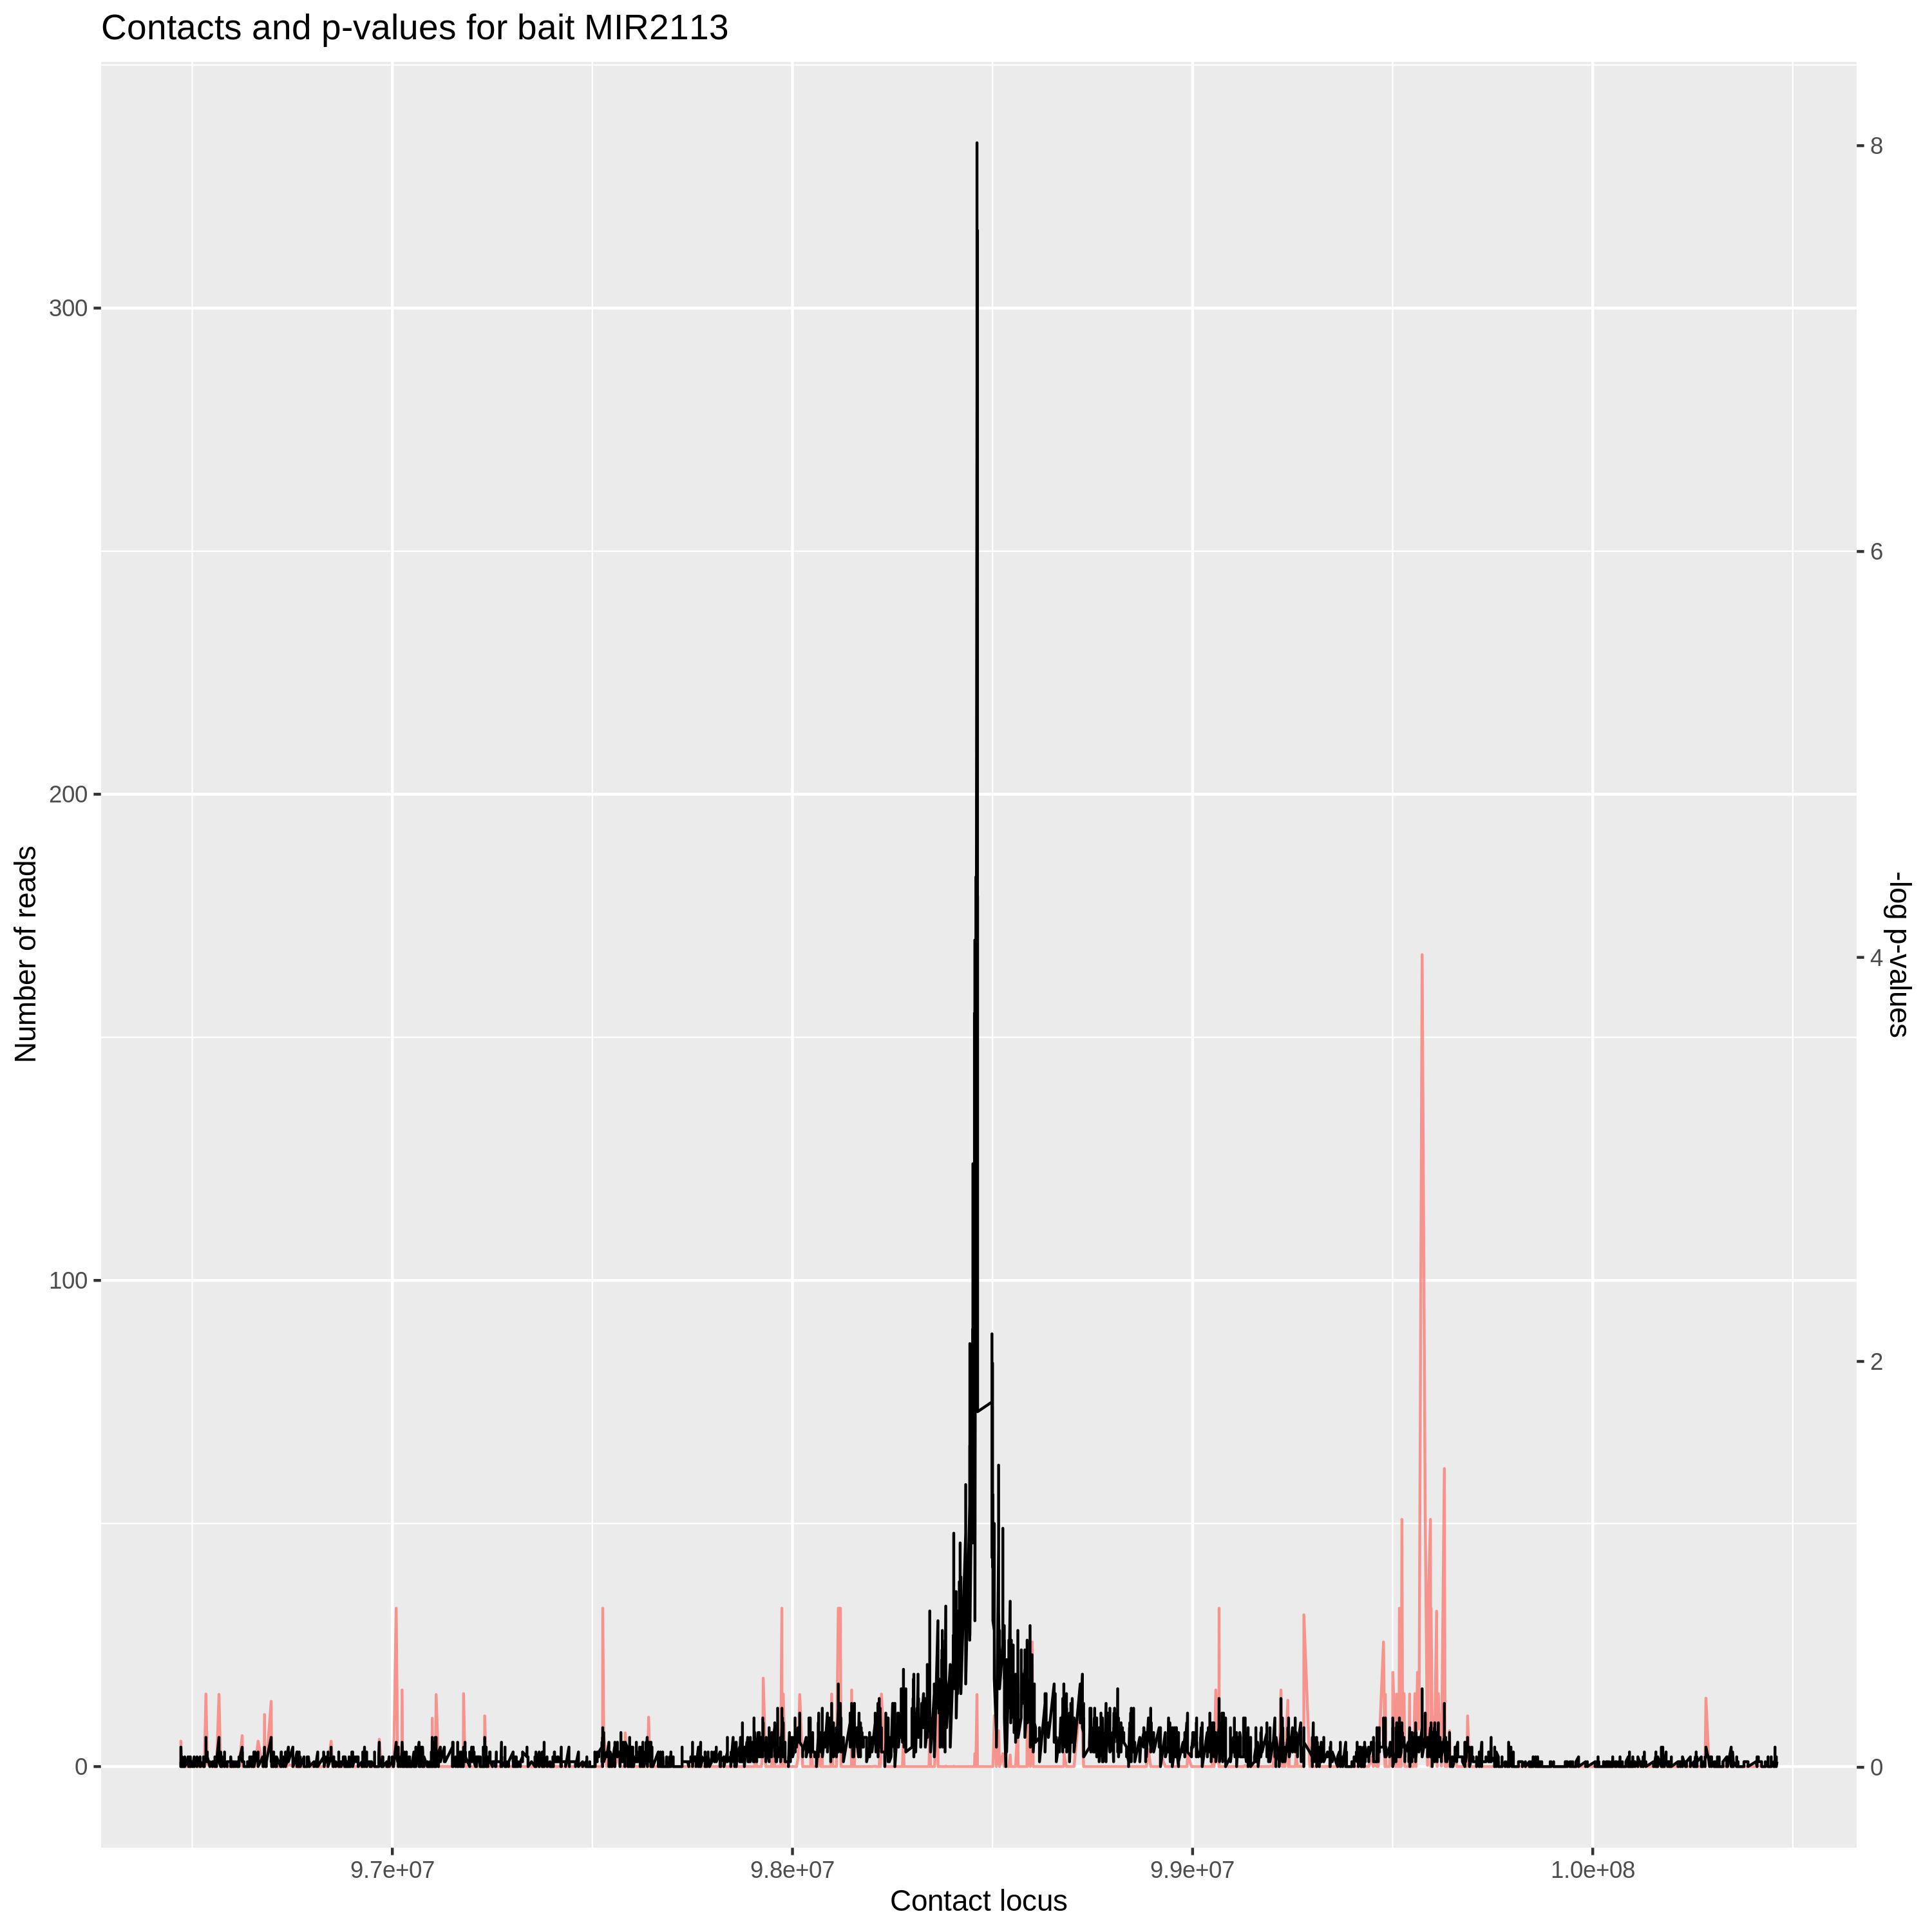 Contacts and p-values for bait MIR2113
Number of reads
300
200
100
0
8
6
4
2
0
-log p-values
9.7e+07
9.8e+07
9.9e+07
1.0e+08
Contact locus